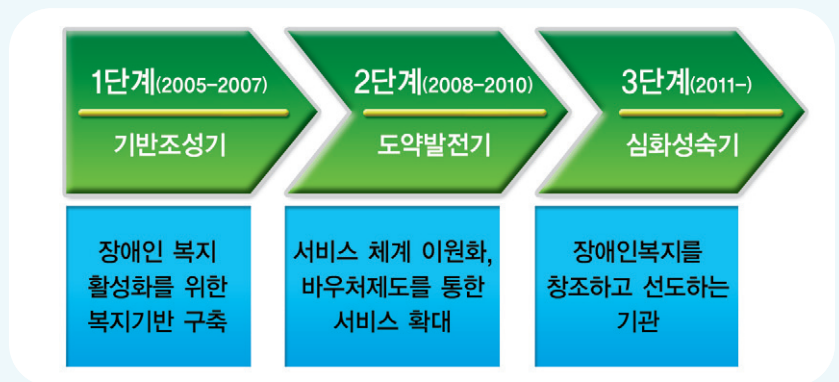 1단계(2005-2007)
기반조성기
장애인 복지
활성화를 위한
복지기반 구축
2단계(2008-2010)
도약발전기
서비스 체계 이원화,
바우처제도를 통한
서비스 확대
3단계(2011-)
심화성숙기
장애인복지를
창조하고 선도하는
기관